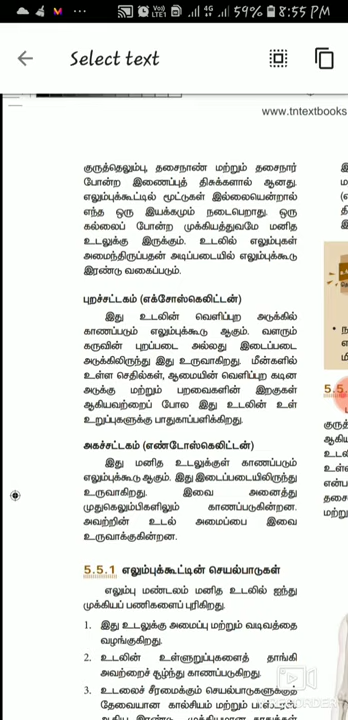 59% 8:55 PM
Select text
www.tntextbooks
குருத்தெலும்பு, தசைநாண் மற்றும் தசைநார்
போன்ற இணைப்புத் திசுக்களால் ஆனது.
எலும்புக்கூட்டில் மூட்டுகள் இல்லையென்றால்
எந்த ஒரு இயக்கமும் நடைபெறாது. ஒரு
கல்லைப் போன்ற முக்கியத்துவமே மனித
உடலுக்கு இருக்கும். உடலில் எலும்புகள்
அமைந்திருப்பதன் அடிப்படையில் எலும்புக்கூடு
இரண்டு வகைப்படும்.
புறச்சட்டகம் (எக்சோஸ்கெலிட்டன்)
இது உடலின் வெளிப்புற அடுக்கில்
காணப்படும் எலும்புக்கூடு ஆகும். வளரும்
கருவின் புறப்படை அல்லது இடைப்படை
அடுக்கிலிருந்து இது உருவாகிறது. மீன்களில்
உள்ள செதில்கள், ஆமையின் வெளிப்புற கடின
அடுக்கு மற்றும் பறவைகளின் இறகுகள்
ஆகியவற்றைப் போல இது உடலின் உள்
உறுப்புகளுக்கு பாதுகாப்பளிக்கிறது.
அகச்சட்டகம் (எண்டோஸ்கெலிட்டன்)
இது மனித உடலுக்குள் காணப்படும்
எலும்புக்கூடு ஆகும். இது இடைப்படையிலிருந்து
உருவாகிறது. இவை அனைத்து
முதுகெலும்பிகளிலும் காணப்படுகின்றன.
அவற்றின் உடல் அமைப்பை இவை
உருவாக்குகின்றன.
5.5.1 எலும்புக்கூட்டின் செயல்பாடுகள்
எலும்பு மண்டலம் மனித உடலில் ஐந்து
முக்கியப் பணிகளைப் புரிகிறது.
1. இது உடலுக்கு அமைப்பு மற்றும் வடிவத்தை
வழங்குகிறது.
2. உடலின் உள்ளுறுப்புகளைத் தாங்கி
அவற்றைச் சூழ்ந்து காணப்படுகிறது.
3. உடலைச் சீரமைக்கும் செயல்பாடுகளுக்குத்
தேவையான கால்சியம் மற்றும் பாஸ்பரஸ்